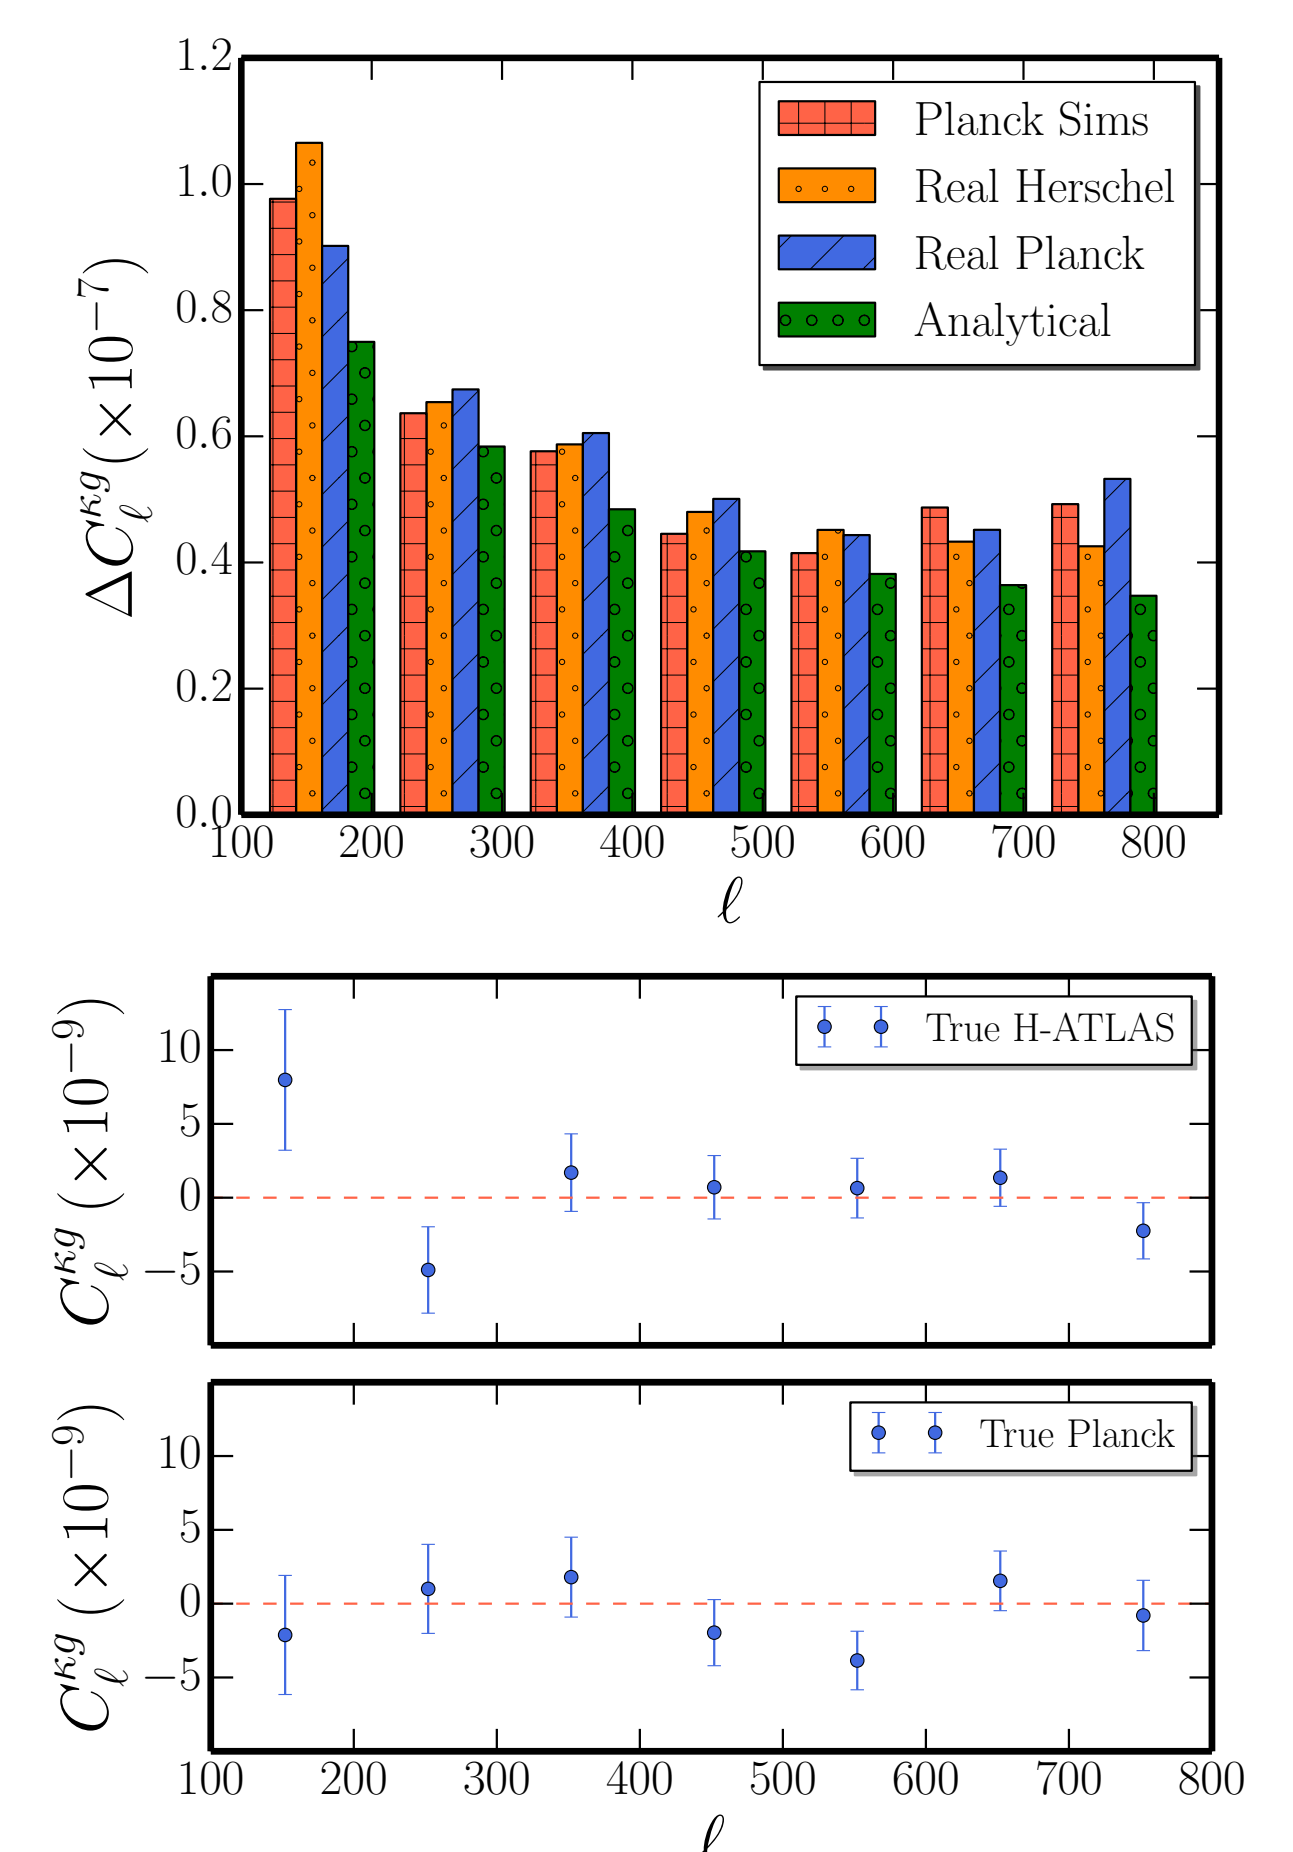 1.2
1.0
0.8
0.6
0.4
0.2
0.0
ΔC_ℓ^{κg}(×10^{−7})
Planck Sims
Real Herschel
Real Planck
Analytical
100 200 300 400 500 600 700 800
ℓ
10
5
0
−5
C_ℓ^{κg} (×10^{−9})
True H-ATLAS
10
5
0
−5
C_ℓ^{κg} (×10^{−9})
True Planck
100 200 300 400 500 600 700 800
ℓ